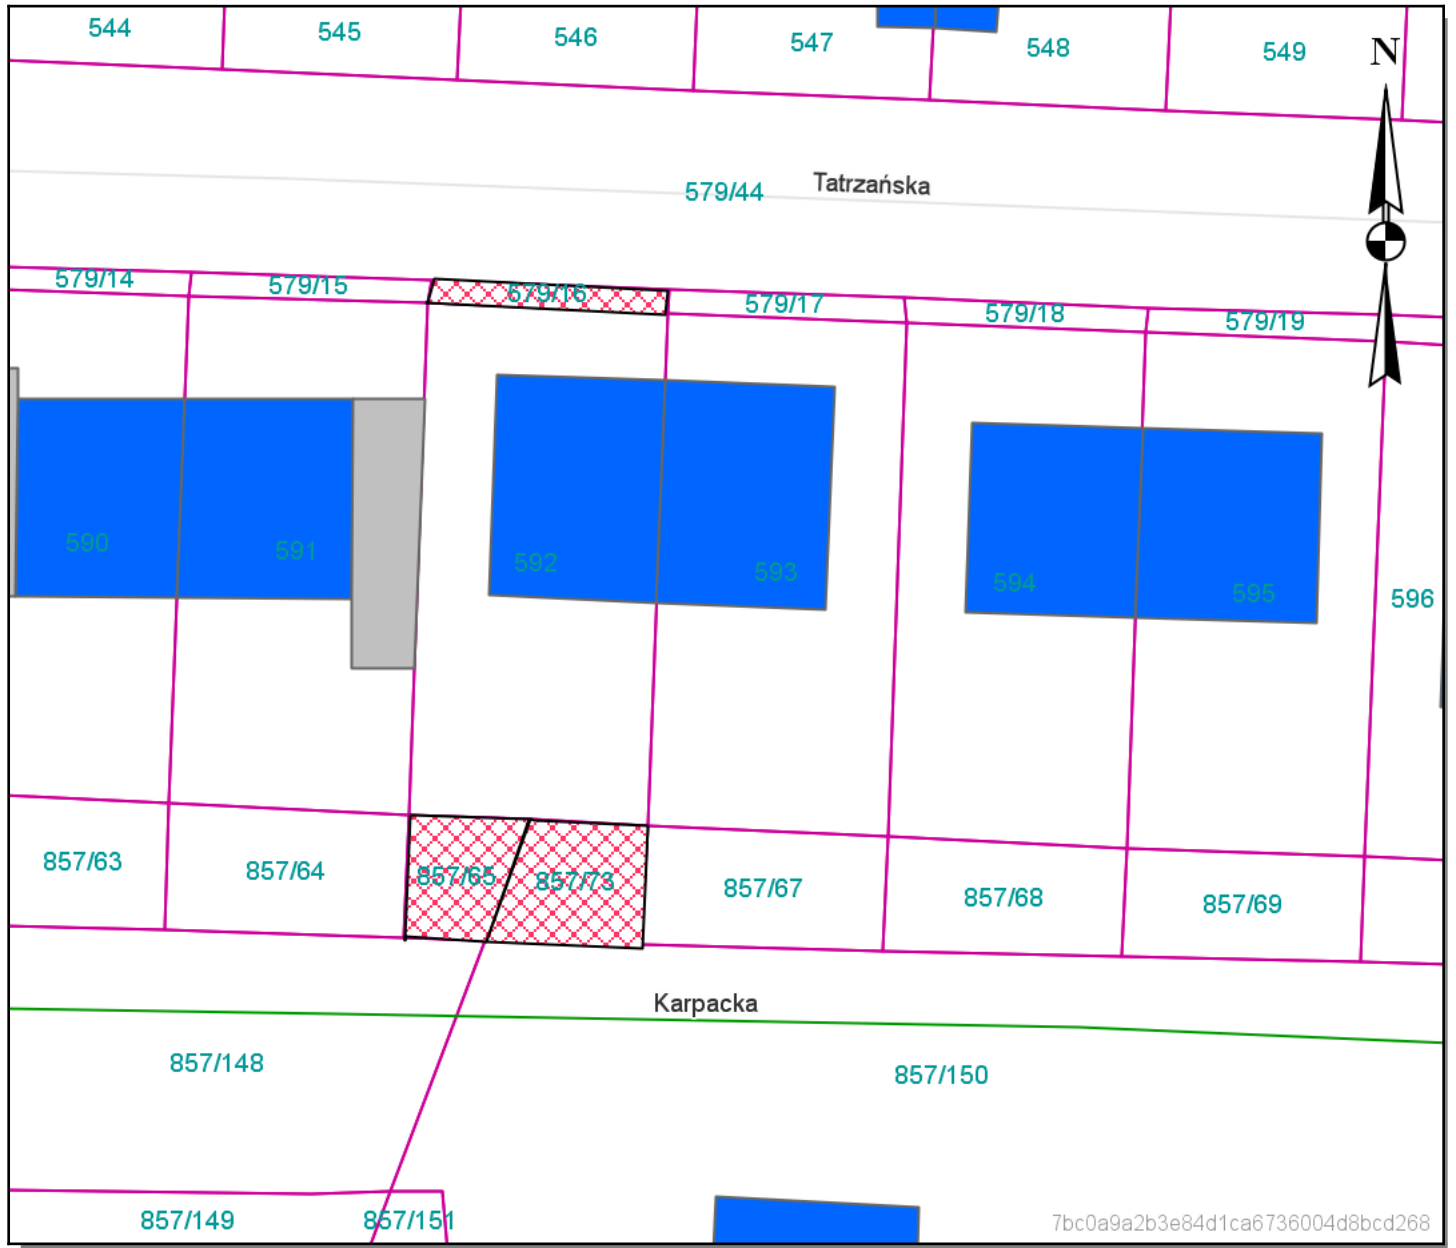 544 545 546 547 548 549
N
579/44 Tatrzańska
579/14 579/15 579/16 579/17 579/18 579/19
590 591 592 593 594 595 596
857/63 857/64 857/65 857/73 857/67 857/68 857/69
Karpacka
857/148 857/150
857/149 857/151
7bc0a9a2b3e84d1ca6736004d8bcd268